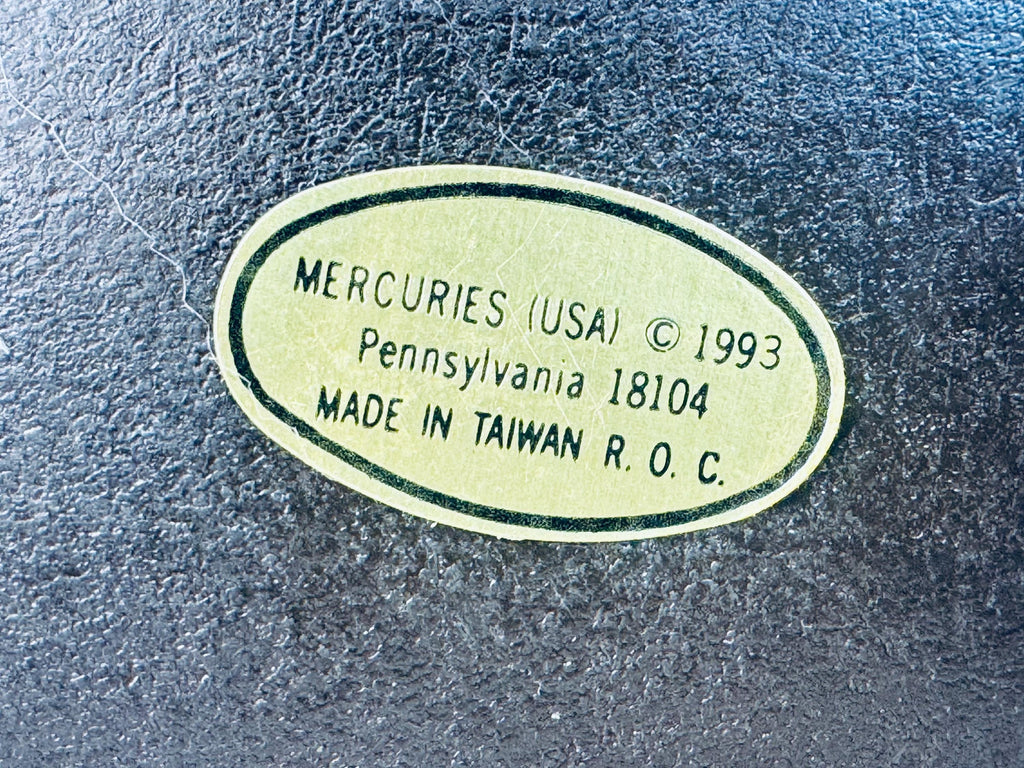 MERCURIES (USA) © 1993
Pennsylvania 18104
MADE IN TAIWAN R. O. C.